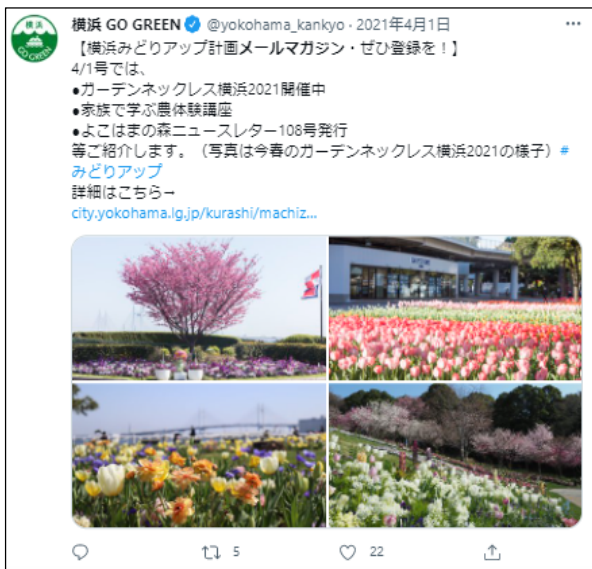 横浜 GO GREEN @yokohama_kankyo · 2021年4月1日
【横浜みどりアップ計画メールマガジン・ぜひ登録を！】
4/1号では、
●ガーデンネックレス横浜2021開催中
●家族で学ぶ農体験講座
●よこはまの森ニュースレター108号発行
等ご紹介します。（写真は今春のガーデンネックレス横浜2021の様子）#
みどりアップ
詳細はこちら→
city.yokohama.lg.jp/kurashi/machiz...
5 22
横浜
GO GREEN